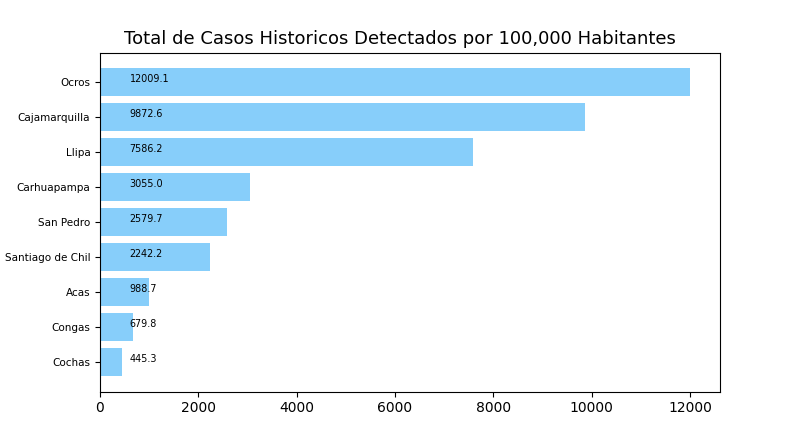 Total de Casos Historicos Detectados por 100,000 Habitantes
Ocros 12009.1
Cajamarquilla 9872.6
Llipa 7586.2
Carhuapampa 3055.0
San Pedro 2579.7
Santiago de Chil 2242.2
Acas 988.7
Congas 679.8
Cochas 445.3
0 2000 4000 6000 8000 10000 12000